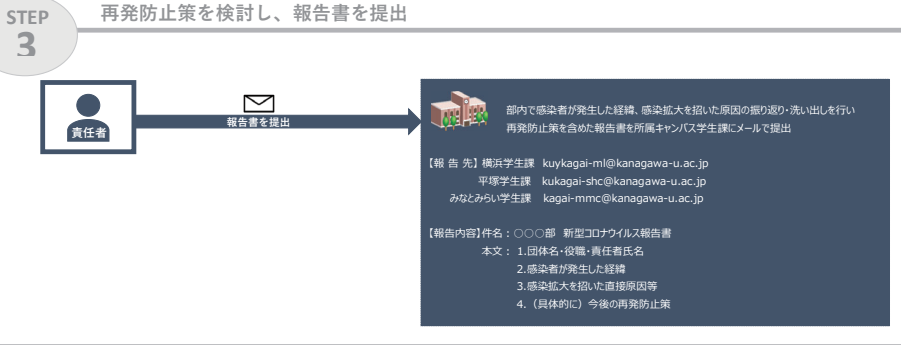 STEP
3
再発防止策を検討し、報告書を提出
責任者
報告書を提出
部内で感染者が発生した経緯、感染拡大を招いた原因の振り返り・洗い出しを行い
再発防止策を含めた報告書を所属キャンパス学生課にメールで提出
【報 告 先】横浜学生課 kuykagai-ml@kanagawa-u.ac.jp
平塚学生課 kukagai-shc@kanagawa-u.ac.jp
みなとみらい学生課 kagai-mmc@kanagawa-u.ac.jp
【報告内容】件名：○○○部 新型コロナウイルス報告書
本文： 1.団体名・役職・責任者氏名
2.感染者が発生した経緯
3.感染拡大を招いた直接原因等
4.（具体的に）今後の再発防止策